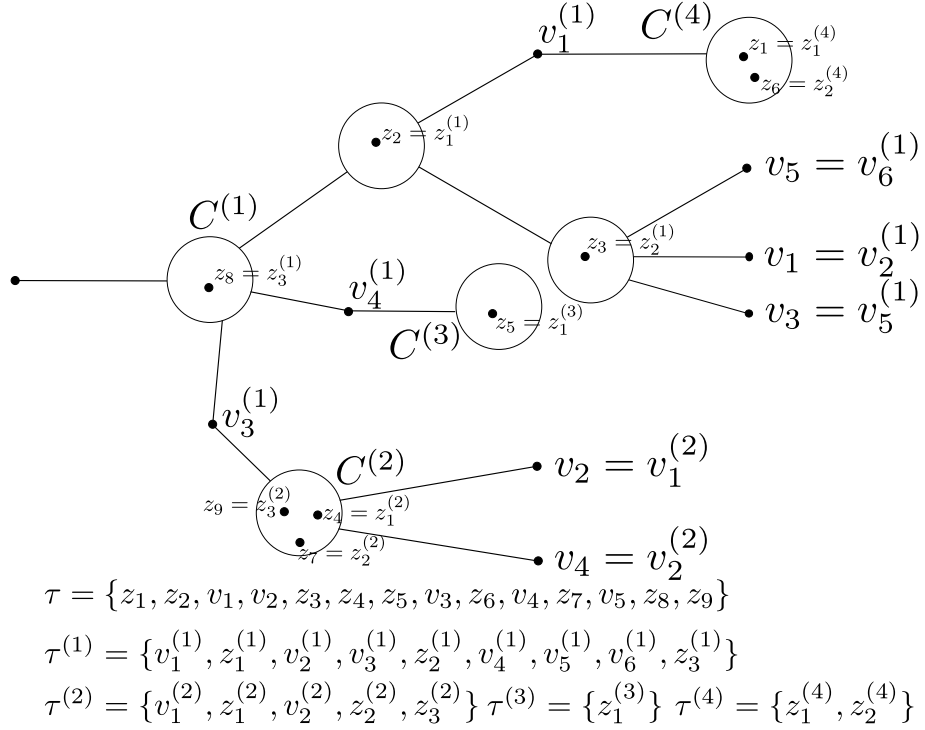 v_1^{(1)}
C^{(4)}
z_1 = z_1^{(4)}
z_6 = z_2^{(4)}
z_2 = z_1^{(1)}
v_5 = v_6^{(1)}
C^{(1)}
z_3 = z_2^{(1)}
v_1 = v_2^{(1)}
z_8 = z_3^{(1)}
v_4^{(1)}
v_3 = v_5^{(1)}
z_5 = z_1^{(3)}
C^{(3)}
v_3^{(1)}
C^{(2)}
v_2 = v_1^{(2)}
z_9 = z_3^{(2)}
z_4 = z_1^{(2)}
z_7 = z_2^{(2)}
v_4 = v_2^{(2)}
τ = {z_1, z_2, v_1, v_2, z_3, z_4, z_5, v_3, z_6, v_4, z_7, v_5, z_8, z_9}
τ^{(1)} = {v_1^{(1)}, z_1^{(1)}, v_2^{(1)}, v_3^{(1)}, z_2^{(1)}, v_4^{(1)}, v_5^{(1)}, v_6^{(1)}, z_3^{(1)}}
τ^{(2)} = {v_1^{(2)}, z_1^{(2)}, v_2^{(2)}, z_2^{(2)}, z_3^{(2)}} τ^{(3)} = {z_1^{(3)}} τ^{(4)} = {z_1^{(4)}, z_2^{(4)}}